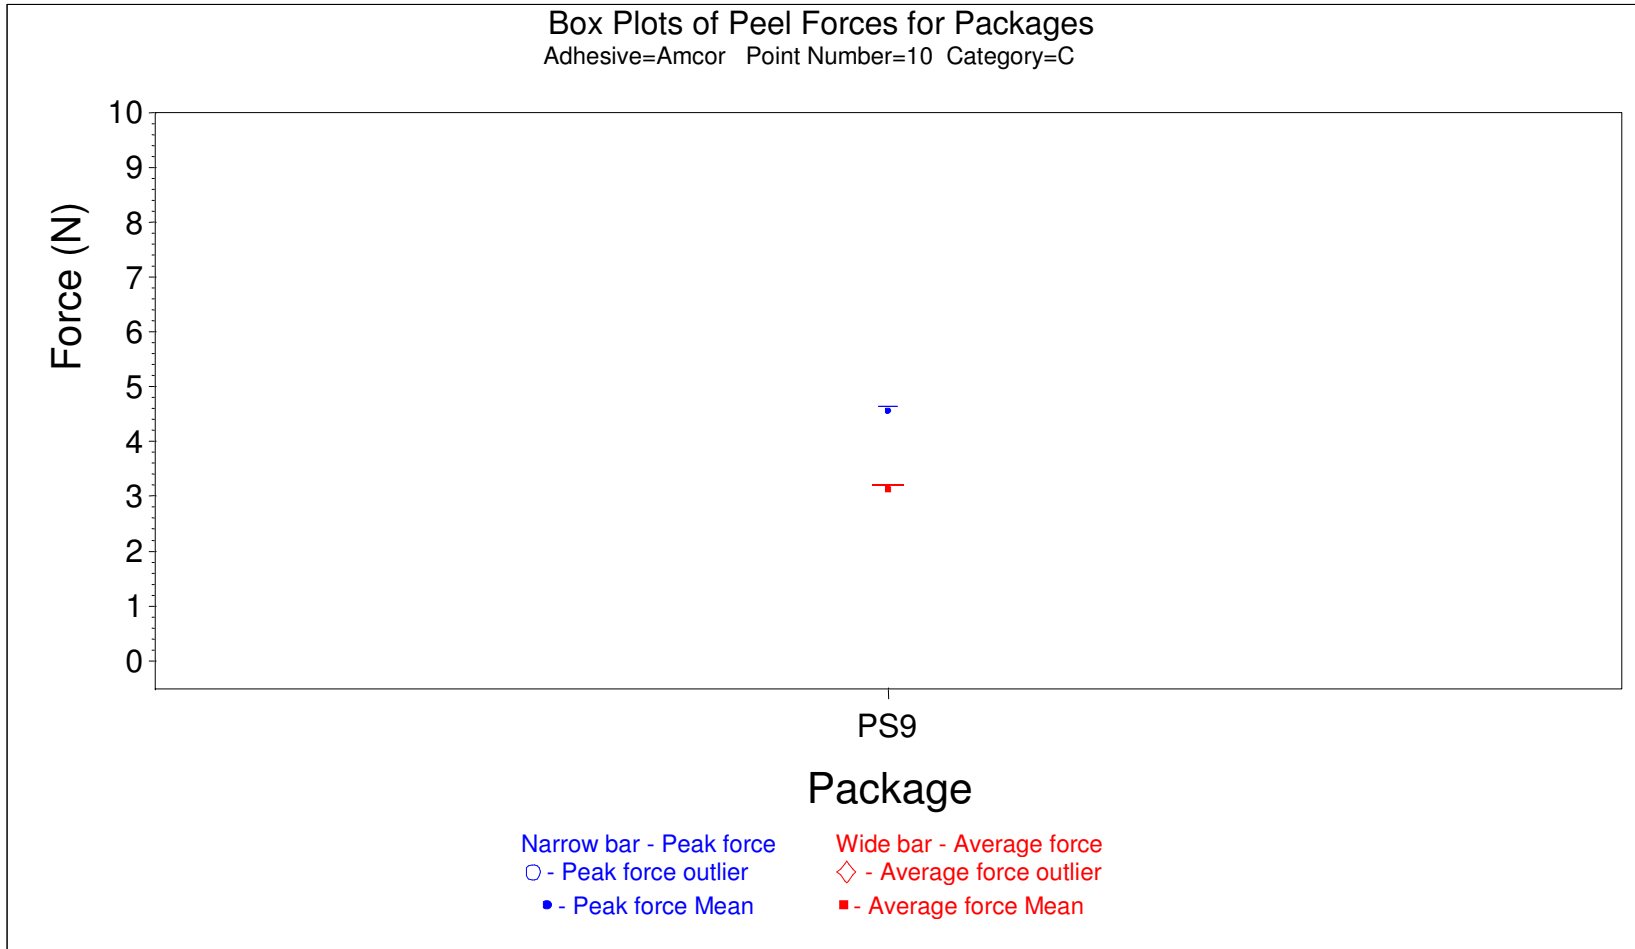 Box Plots of Peel Forces for Packages
Adhesive=Amcor Point Number=10 Category=C
Force (N)
10
9
8
7
6
5
4
3
2
1
0
PS9
Package
Narrow bar - Peak force
- Peak force outlier
- Peak force Mean
Wide bar - Average force
- Average force outlier
- Average force Mean